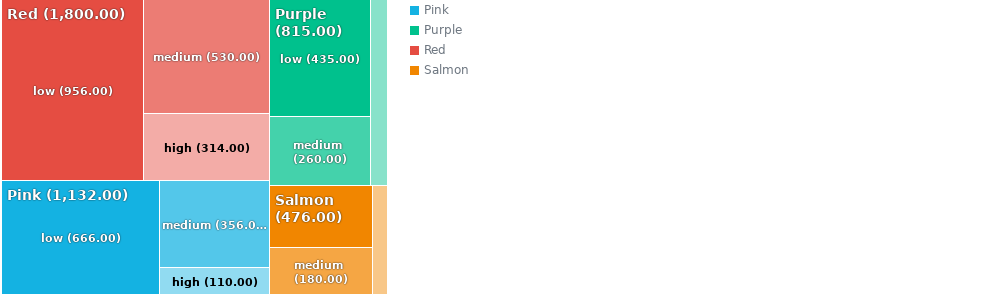 Red (1,800.00)
low (956.00)
medium (530.00)
high (314.00)
Purple
(815.00)
low (435.00)
medium
(260.00)
Pink (1,132.00)
low (666.00)
medium (356.0...
high (110.00)
Salmon
(476.00)
medium
(180.00)
Pink
Purple
Red
Salmon